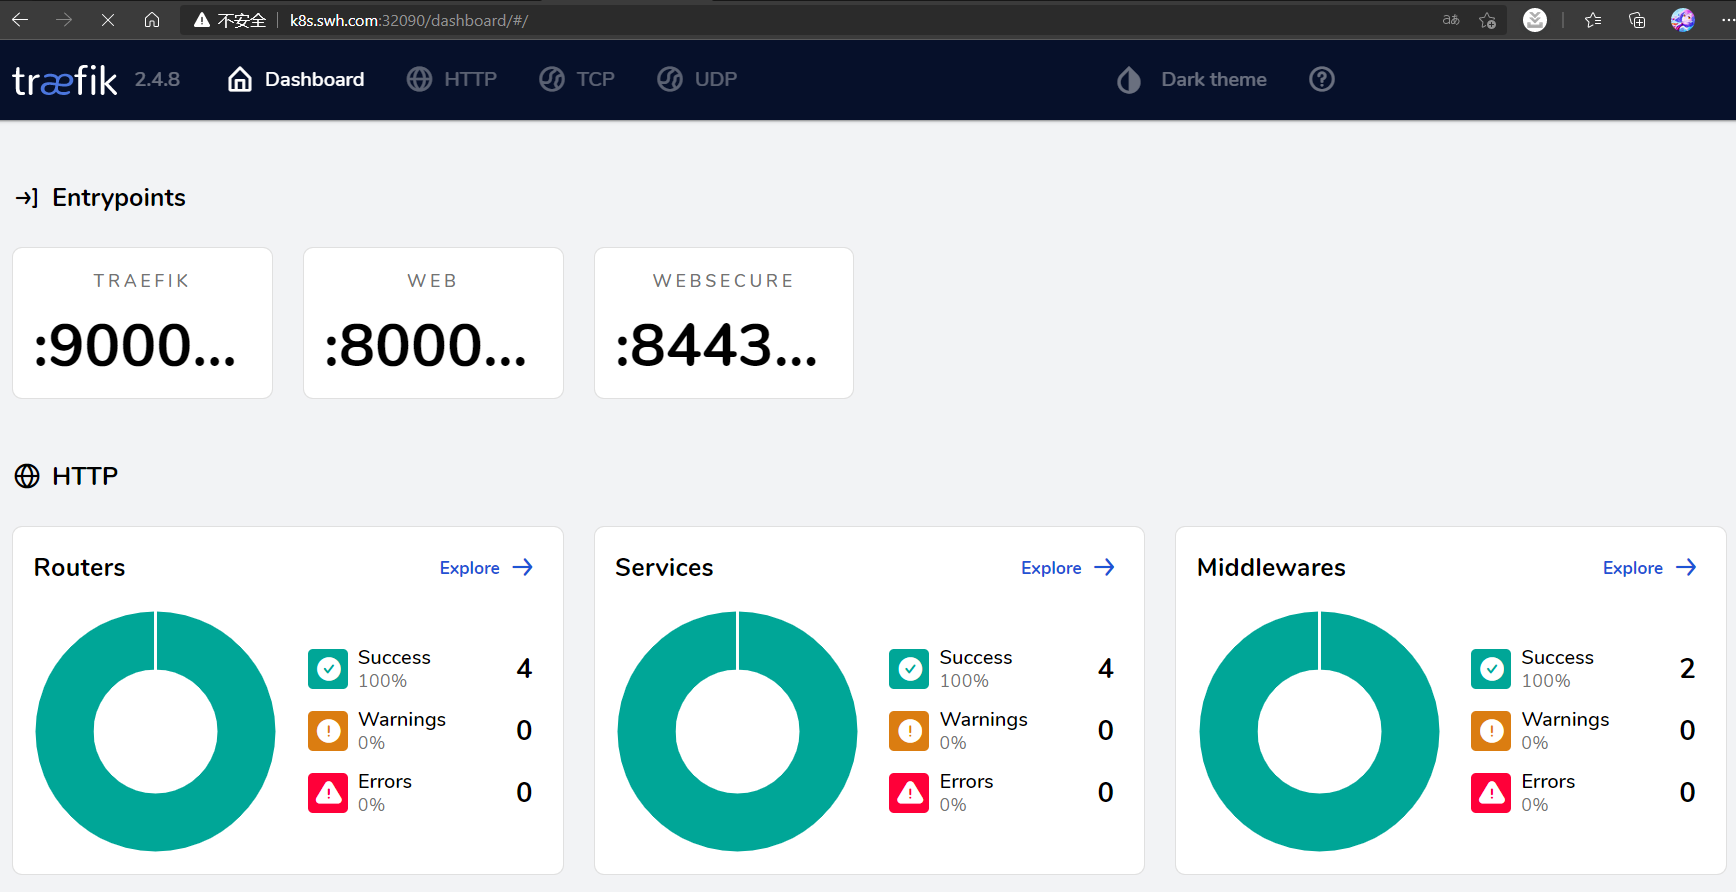 不安全 k8s.swh.com:32090/dashboard/#/ aあ
træfik 2.4.8 Dashboard HTTP TCP UDP Dark theme
Entrypoints
TRAEFIK WEB WEBSECURE
:9000... :8000... :8443...
HTTP
Routers Explore
Success 4
100%
Warnings 0
0%
Errors 0
0%
Services Explore
Success 4
100%
Warnings 0
0%
Errors 0
0%
Middlewares Explore
Success 2
100%
Warnings 0
0%
Errors 0
0%